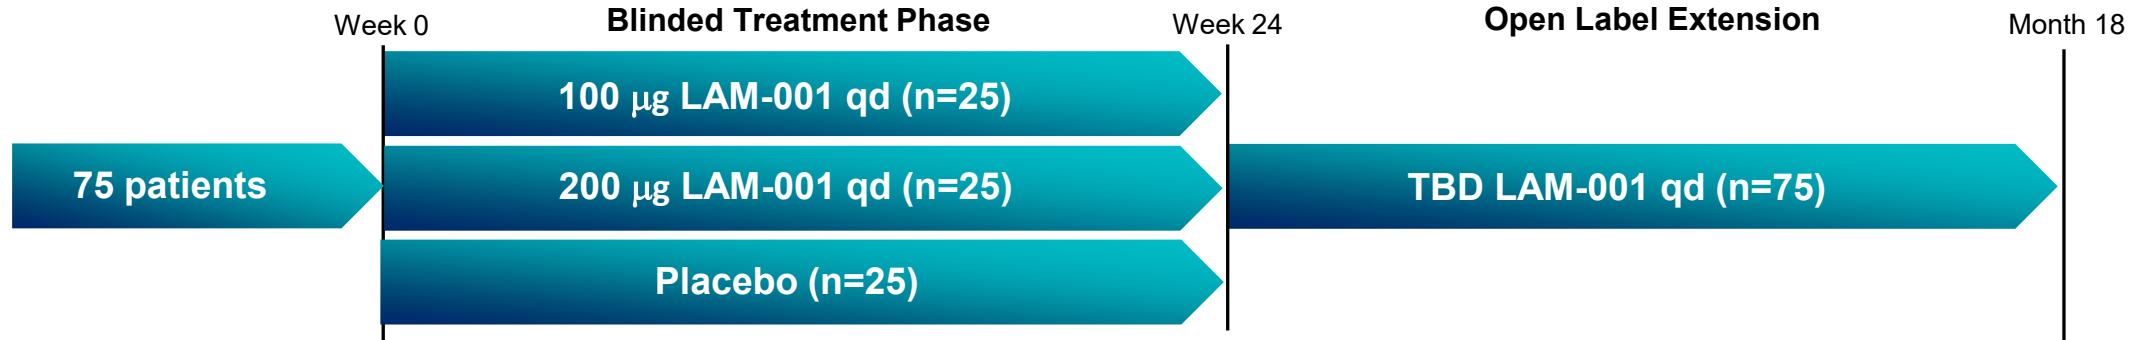 Week 0
Blinded Treatment Phase
Week 24
Open Label Extension
Month 18
75 patients
100 μg LAM-001 qd (n=25)
200 μg LAM-001 qd (n=25)
Placebo (n=25)
TBD LAM-001 qd (n=75)